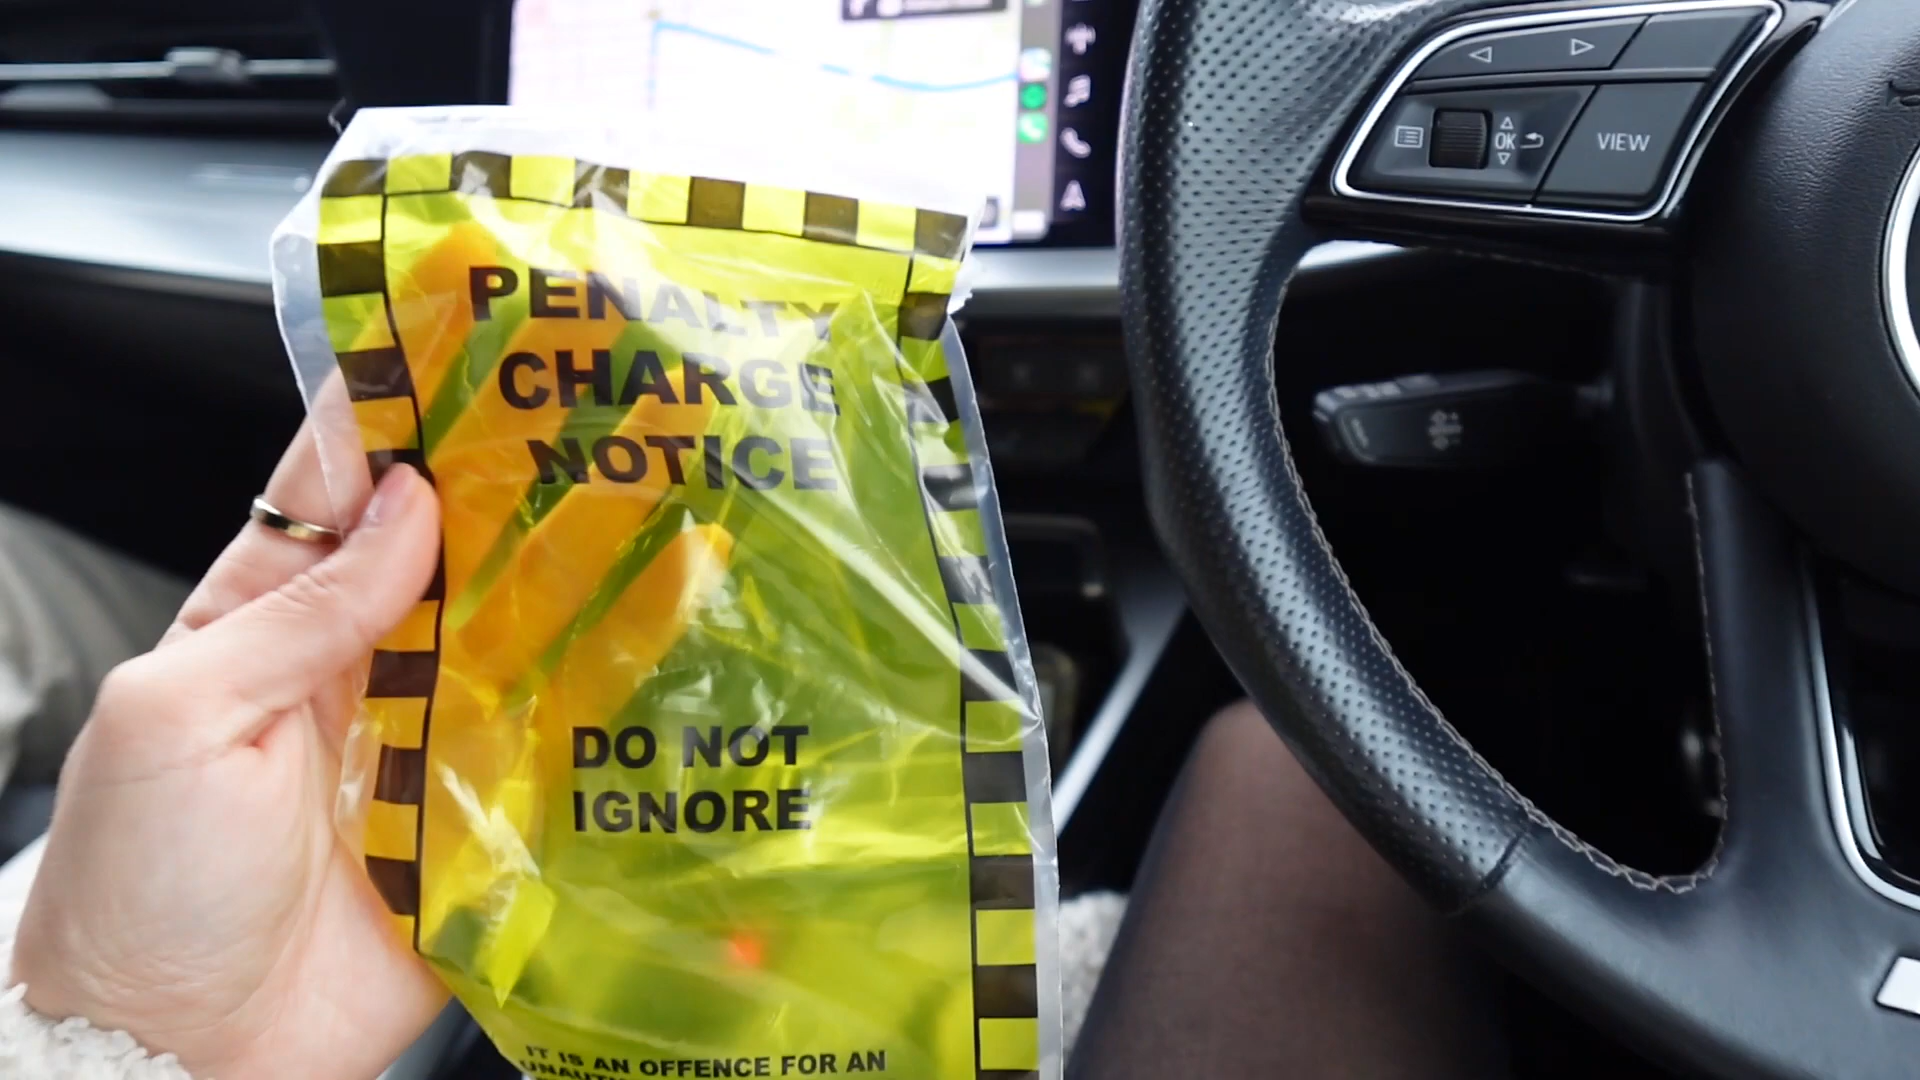 PENALTY
CHARGE
NOTICE
DO NOT
IGNORE
IT IS AN OFFENCE FOR AN
OK
VIEW